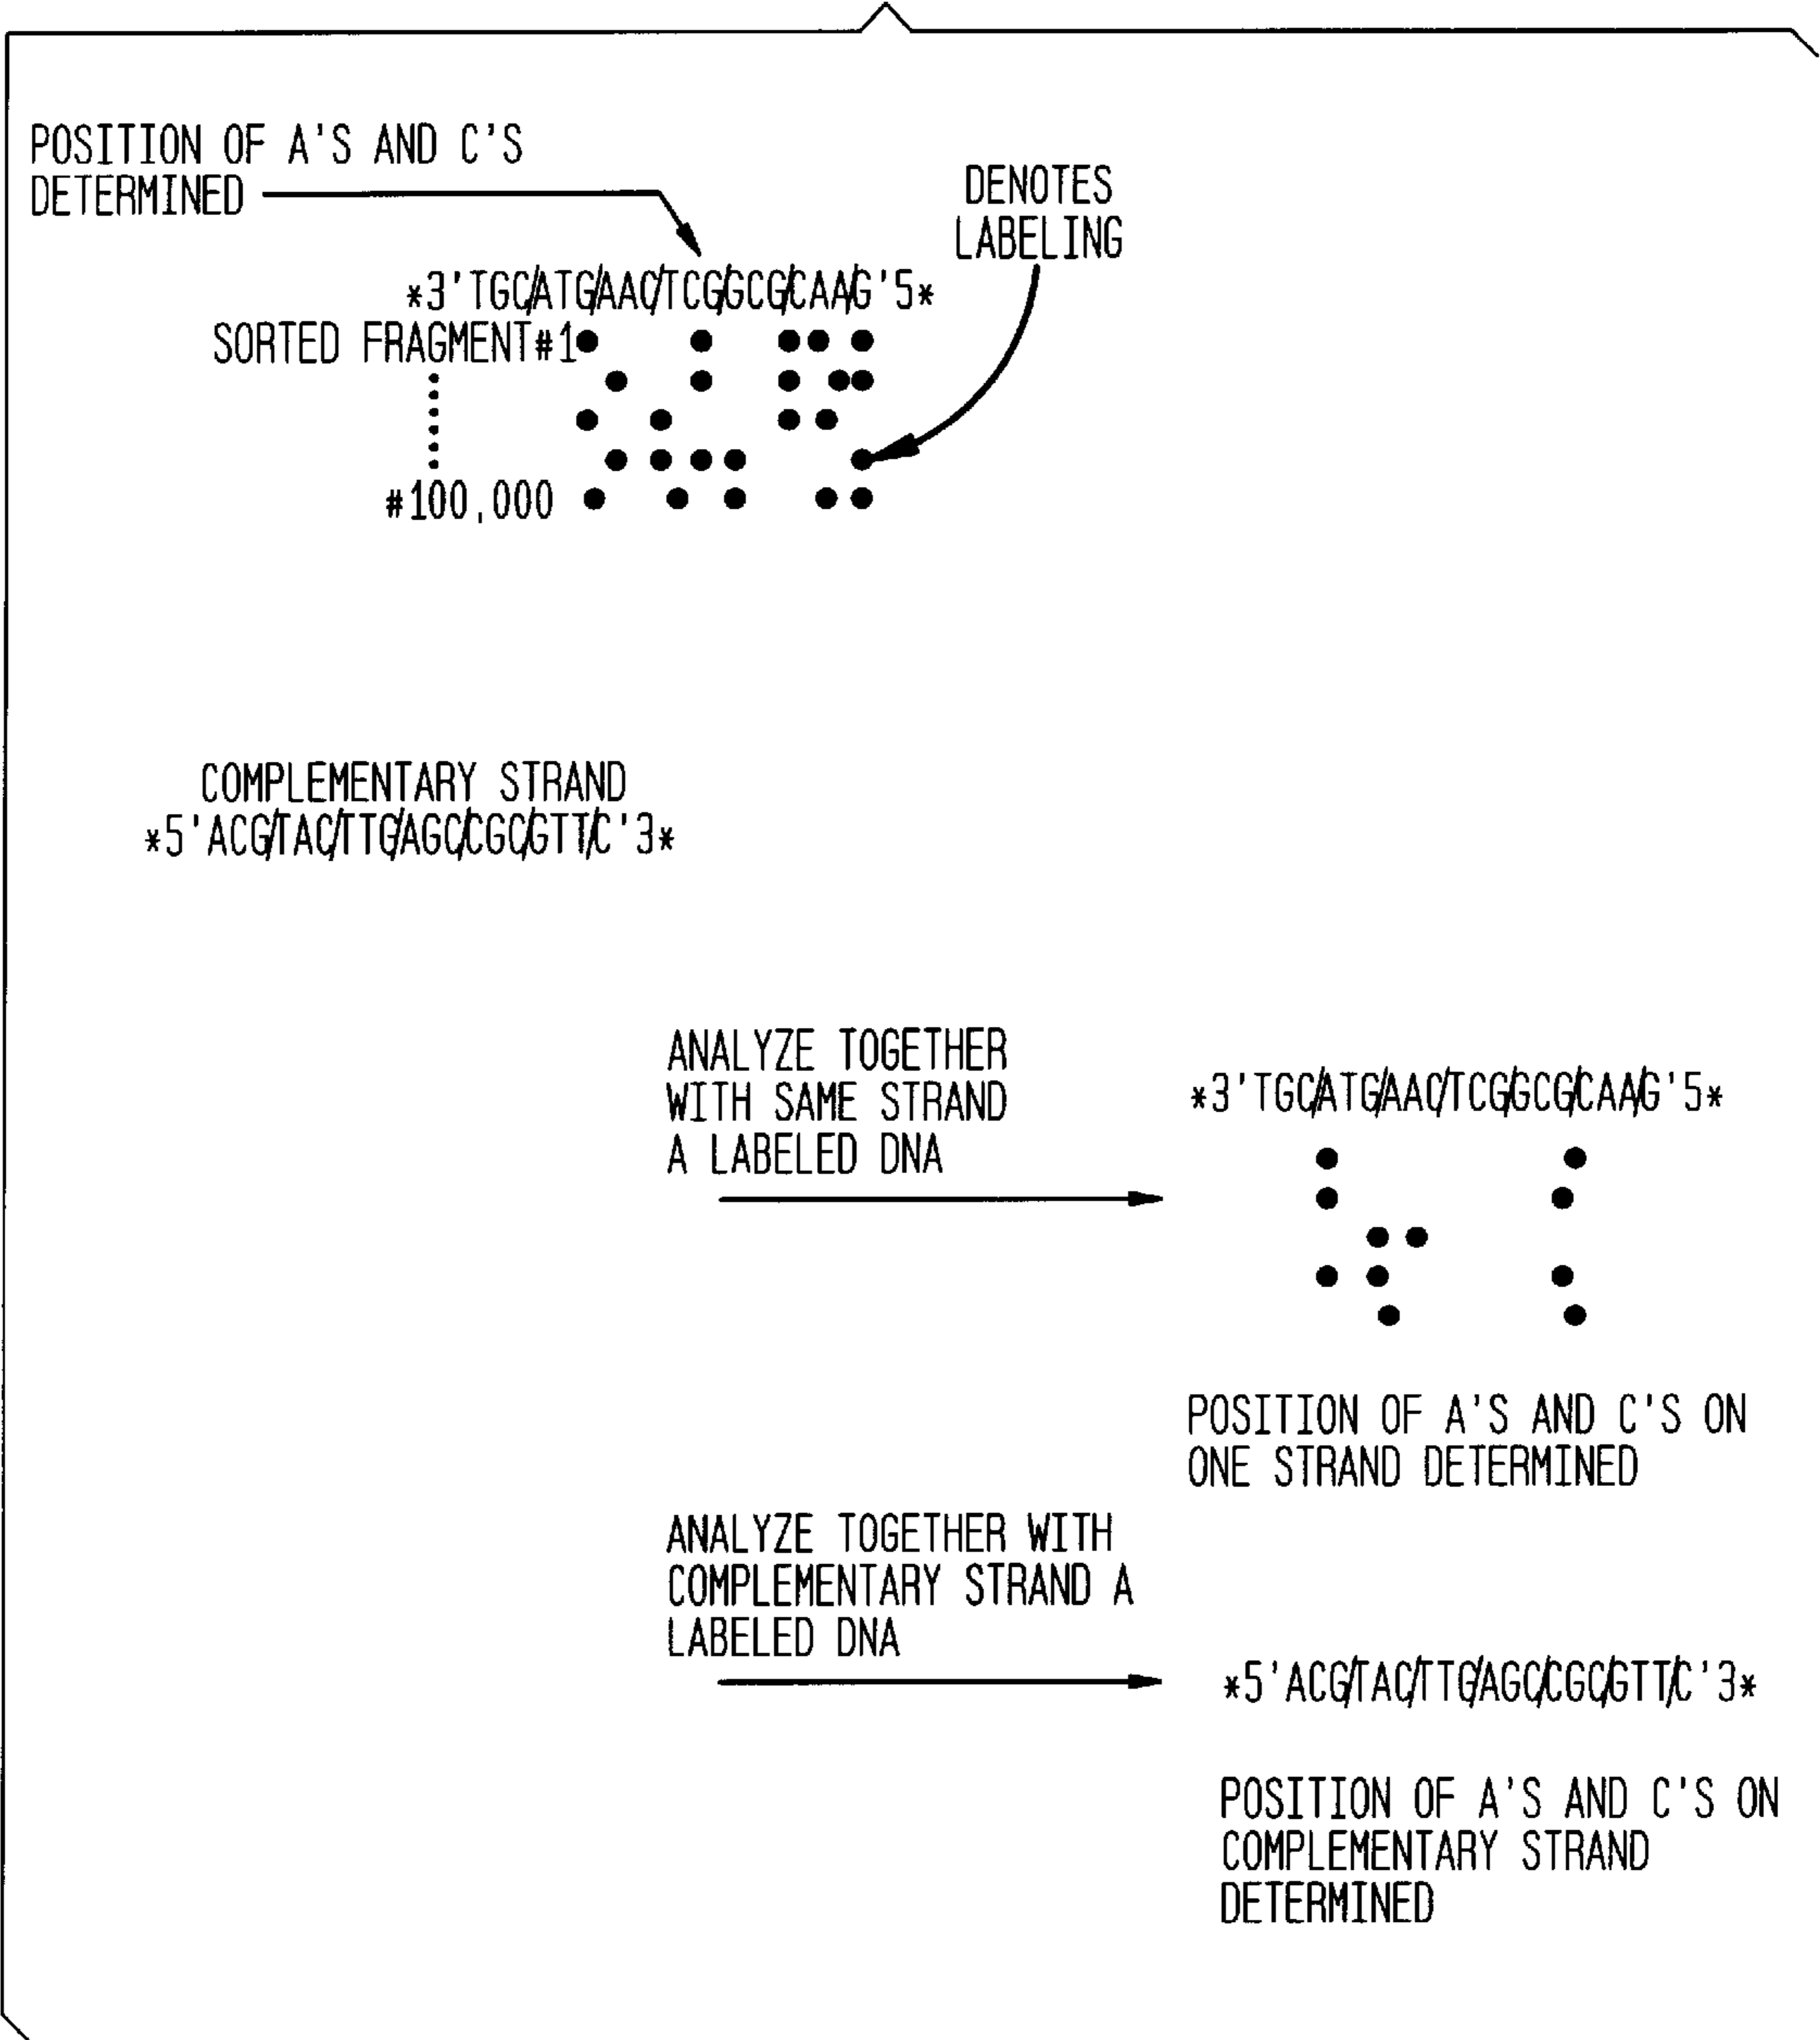 POSITION OF A'S AND C'S
DETERMINED
DENOTES
LABELING
*3'TGC/ATG/AAC/TCG/GCG/CAA/G'5*
SORTED FRAGMENT#1
#100,000
COMPLEMENTARY STRAND
*5'ACG/TAC/TTG/AGC/CGC/GTT/C'3*
ANALYZE TOGETHER
WITH SAME STRAND
A LABELED DNA
*3'TGC/ATG/AAC/TCG/GCG/CAA/G'5*
POSITION OF A'S AND C'S ON
ONE STRAND DETERMINED
ANALYZE TOGETHER WITH
COMPLEMENTARY STRAND A
LABELED DNA
*5'ACG/TAC/TTG/AGC/CGC/GTT/C'3*
POSITION OF A'S AND C'S ON
COMPLEMENTARY STRAND
DETERMINED